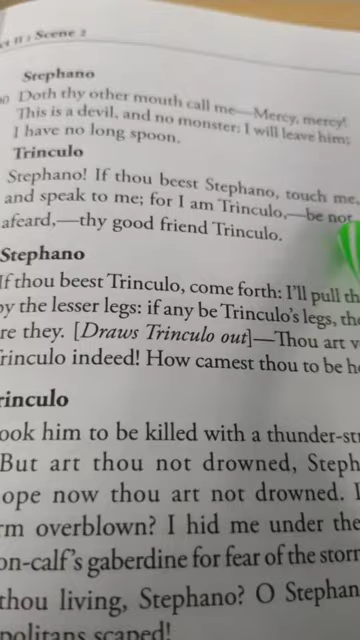 II : Scene 2
Stephano
Doth thy other mouth call me—Mercy, mercy!
This is a devil, and no monster: I will leave him;
I have no long spoon.
Trinculo
Stephano! If thou beest Stephano, touch me,
and speak to me; for I am Trinculo,—be not
afeard,—thy good friend Trinculo.
Stephano
If thou beest Trinculo, come forth: I'll pull th
by the lesser legs: if any be Trinculo's legs, the
re they. [Draws Trinculo out]—Thou art v
rinculo indeed! How camest thou to be he
rinculo
ook him to be killed with a thunder-str
But art thou not drowned, Steph
ope now thou art not drowned. I
rm overblown? I hid me under the
on-calf's gaberdine for fear of the storm
thou living, Stephano? O Stephan
politans scaped!